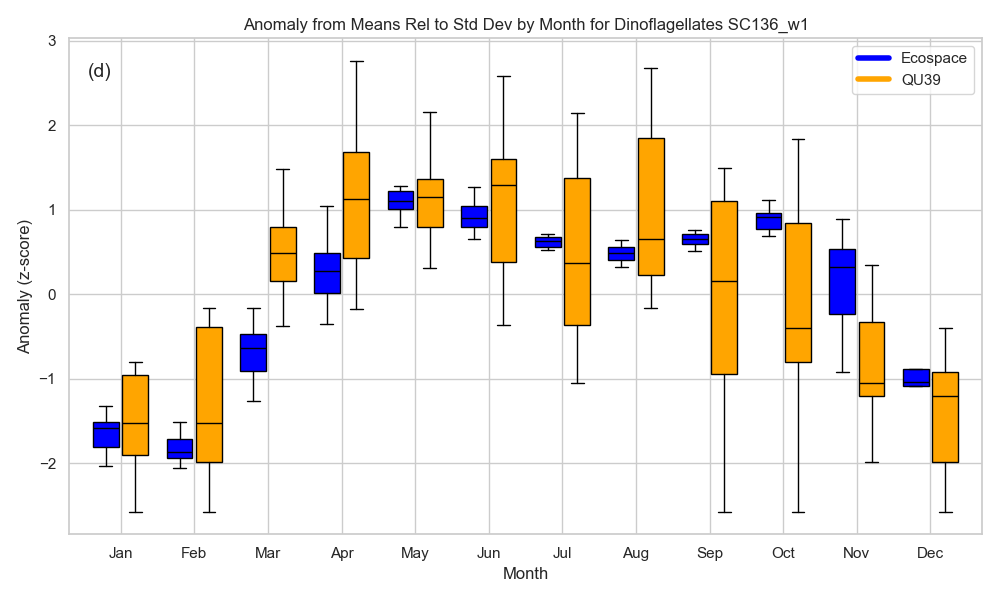 Anomaly from Means Rel to Std Dev by Month for Dinoflagellates SC136_w1
(d)
Ecospace
QU39
3
2
1
0
−1
−2
Anomaly (z-score)
Jan Feb Mar Apr May Jun Jul Aug Sep Oct Nov Dec
Month